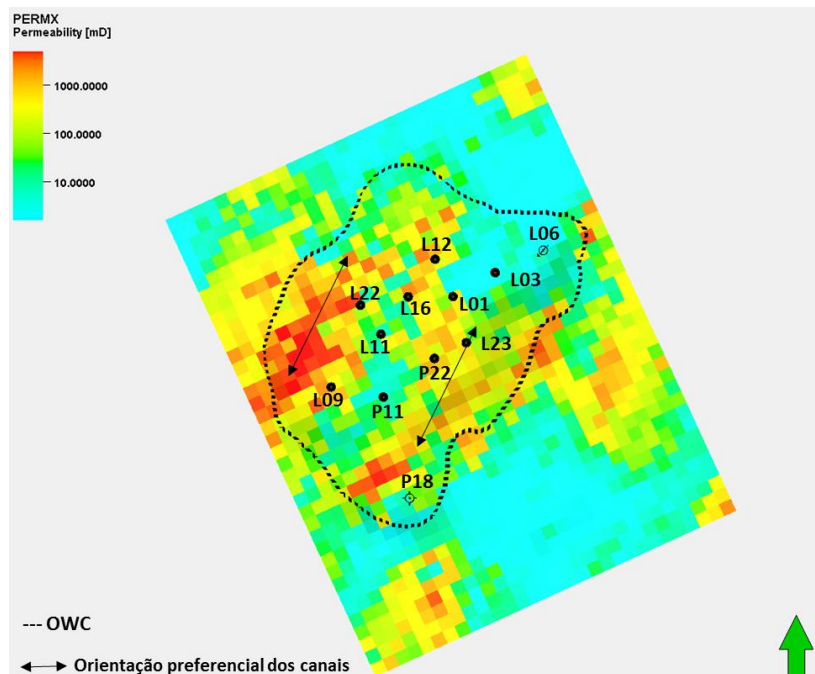 PERMX
Permeability [mD]
1000.0000
100.0000
10.0000
L06
L12
L03
L22
L16
L01
L11
L23
P22
L09
P11
P18
--- OWC
Orientação preferencial dos canais